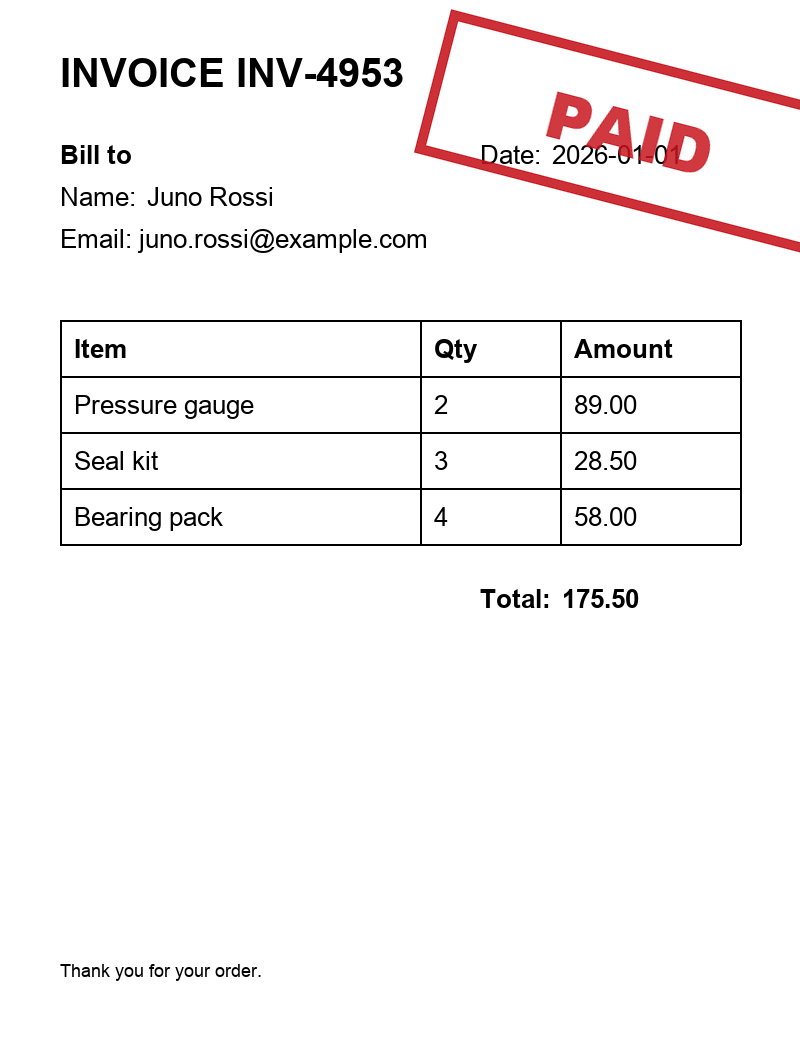 INVOICE INV-4953
PAID
Bill to
Date: 2026-01-01
Name: Juno Rossi
Email: juno.rossi@example.com
Item Qty Amount
Pressure gauge 2 89.00
Seal kit 3 28.50
Bearing pack 4 58.00
Total: 175.50
Thank you for your order.